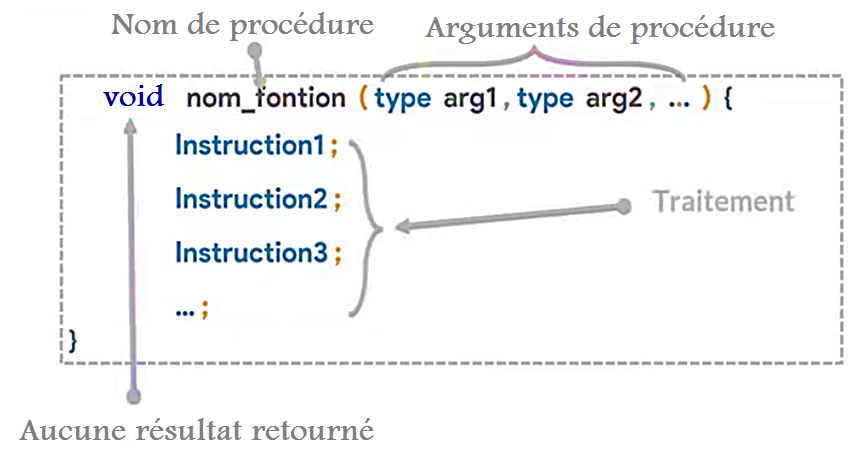 Nom de procédure
Arguments de procédure
void nom_fontion (type arg1, type arg2, ... ) {
Instruction1 ;
Instruction2 ;
Traitement
Instruction3 ;
... ;
}
Aucune résultat retourné